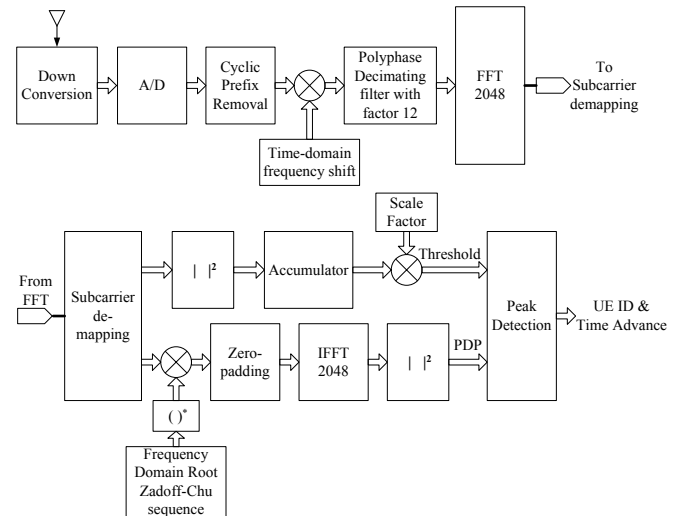 Down
Conversion
A/D
Cyclic
Prefix
Removal
Time-domain
frequency shift
Polyphase
Decimating
filter with
factor 12
FFT
2048
To
Subcarrier
demapping
From
FFT
Subcarrier
de-
mapping
| |²
Accumulator
Scale
Factor
Threshold
Zero-
padding
IFFT
2048
| |²
PDP
Peak
Detection
UE ID &
Time Advance
( )*
Frequency
Domain Root
Zadoff-Chu
sequence